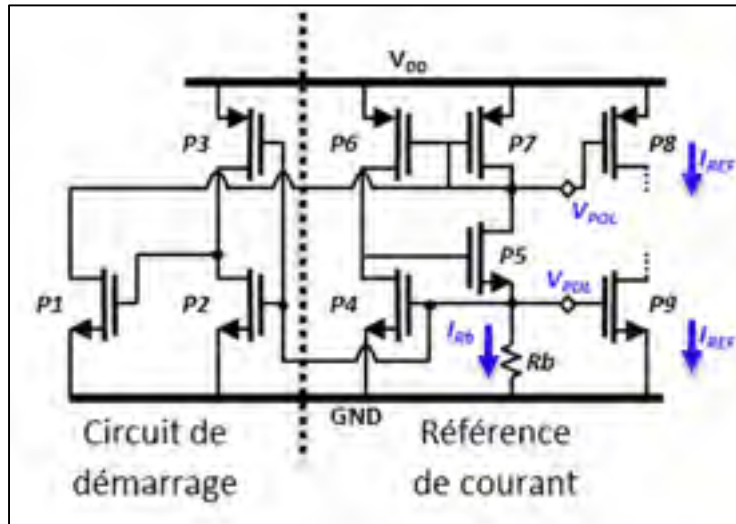 V_DD
P3
P6
P7
P8
I_REF
V_POL
P5
P1
P2
P4
V_POL
P9
I_Rb
Rb
I_REF
GND
Circuit de
démarrage
Référence
de courant